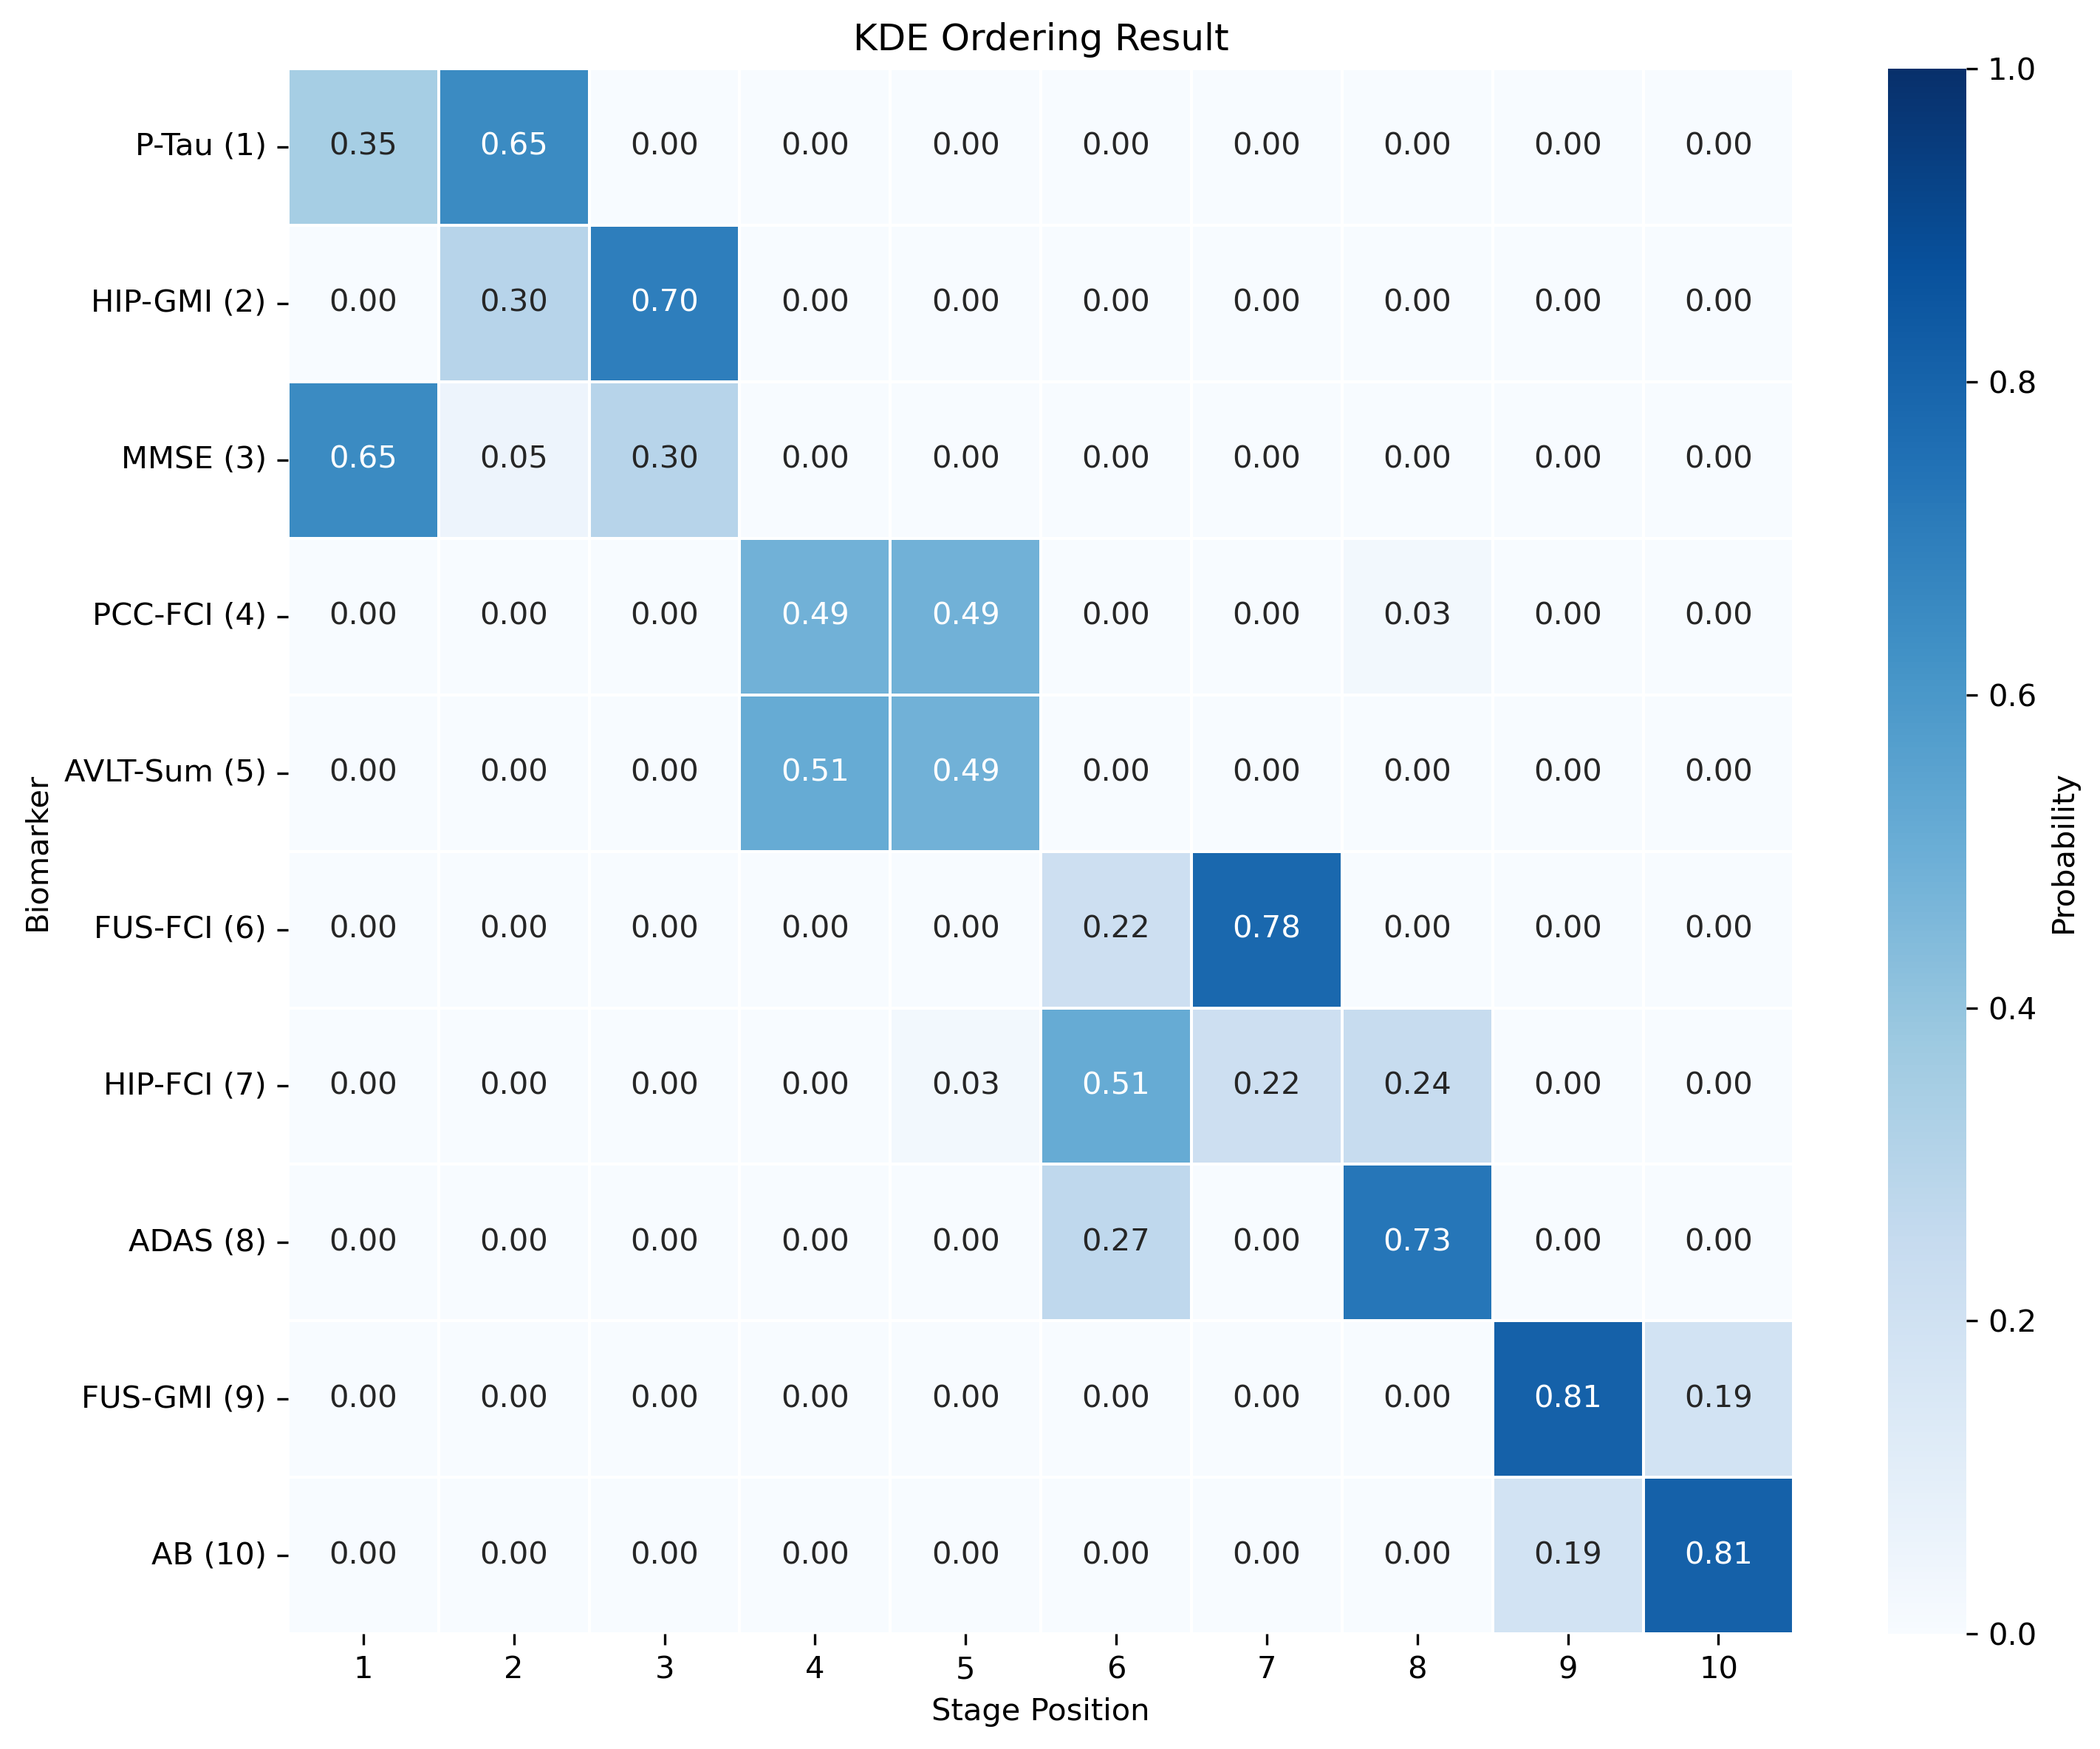 KDE Ordering Result
Biomarker
P-Tau (1) 0.35 0.65 0.00 0.00 0.00 0.00 0.00 0.00 0.00 0.00
HIP-GMI (2) 0.00 0.30 0.70 0.00 0.00 0.00 0.00 0.00 0.00 0.00
MMSE (3) 0.65 0.05 0.30 0.00 0.00 0.00 0.00 0.00 0.00 0.00
PCC-FCI (4) 0.00 0.00 0.00 0.49 0.49 0.00 0.00 0.03 0.00 0.00
AVLT-Sum (5) 0.00 0.00 0.00 0.51 0.49 0.00 0.00 0.00 0.00 0.00
FUS-FCI (6) 0.00 0.00 0.00 0.00 0.00 0.22 0.78 0.00 0.00 0.00
HIP-FCI (7) 0.00 0.00 0.00 0.00 0.03 0.51 0.22 0.24 0.00 0.00
ADAS (8) 0.00 0.00 0.00 0.00 0.00 0.27 0.00 0.73 0.00 0.00
FUS-GMI (9) 0.00 0.00 0.00 0.00 0.00 0.00 0.00 0.00 0.81 0.19
AB (10) 0.00 0.00 0.00 0.00 0.00 0.00 0.00 0.00 0.19 0.81
1 2 3 4 5 6 7 8 9 10
Stage Position
1.0
0.8
0.6
0.4
0.2
0.0
Probability